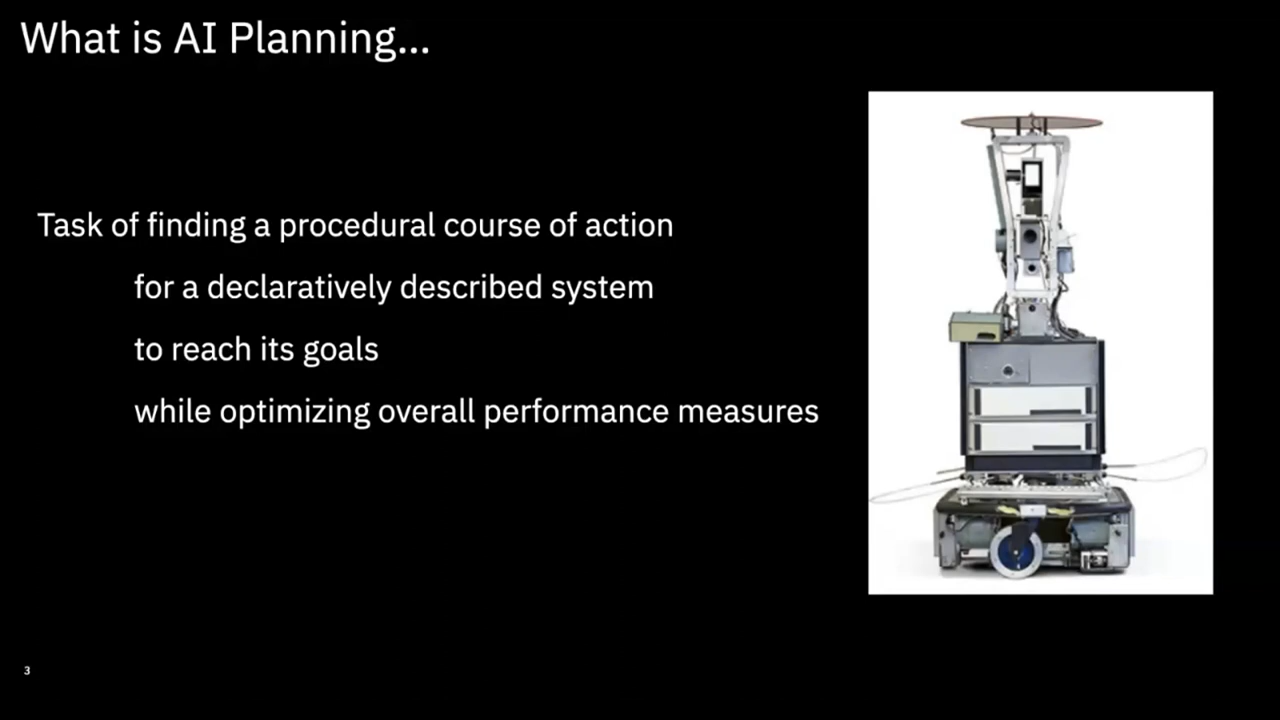 What is AI Planning...
Task of finding a procedural course of action
for a declaratively described system
to reach its goals
while optimizing overall performance measures
3